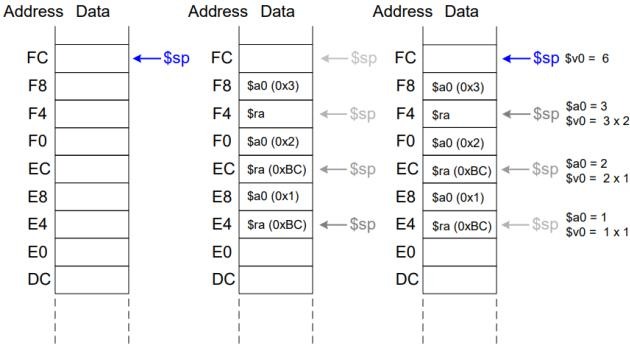 Address Data Address Data Address Data
FC $sp FC $sp FC $sp $v0 = 6
F8 F8 $a0 (0x3) F8 $a0 (0x3)
F4 F4 $ra $sp F4 $ra $sp $a0 = 3
$v0 = 3 x 2
F0 F0 $a0 (0x2) F0 $a0 (0x2)
EC EC $ra (0xBC) $sp EC $ra (0xBC) $sp $a0 = 2
$v0 = 2 x 1
E8 E8 $a0 (0x1) E8 $a0 (0x1)
E4 E4 $ra (0xBC) $sp E4 $ra (0xBC) $sp $a0 = 1
$v0 = 1 x 1
E0 E0 E0
DC DC DC